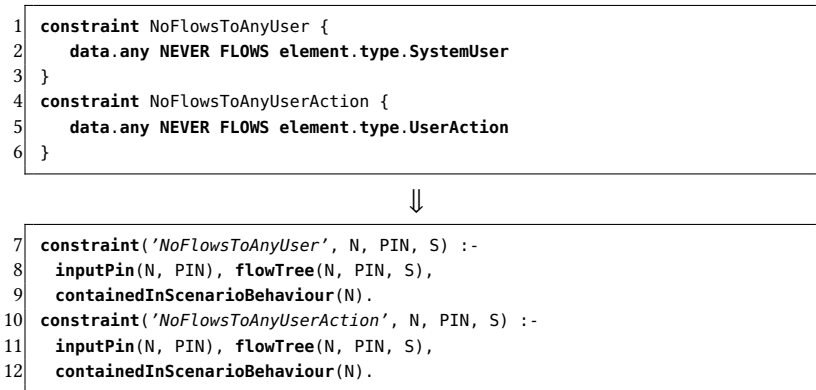 1 constraint NoFlowsToAnyUser {
2 data.any NEVER FLOWS element.type.SystemUser
3 }
4 constraint NoFlowsToAnyUserAction {
5 data.any NEVER FLOWS element.type.UserAction
6 }
⇓
7 constraint('NoFlowsToAnyUser', N, PIN, S) :-
8 inputPin(N, PIN), flowTree(N, PIN, S),
9 containedInScenarioBehaviour(N).
10 constraint('NoFlowsToAnyUserAction', N, PIN, S) :-
11 inputPin(N, PIN), flowTree(N, PIN, S),
12 containedInScenarioBehaviour(N).